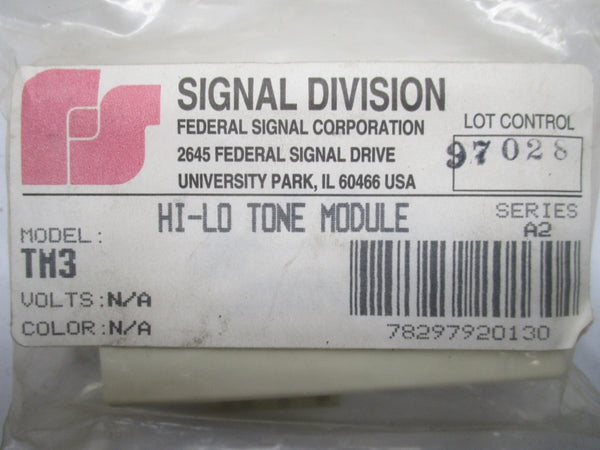 SIGNAL DIVISION
FEDERAL SIGNAL CORPORATION
2645 FEDERAL SIGNAL DRIVE
UNIVERSITY PARK, IL 60466 USA
LOT CONTROL
97028
HI-LO TONE MODULE
SERIES
A2
MODEL:
TM3
VOLTS:N/A
COLOR:N/A
78297920130